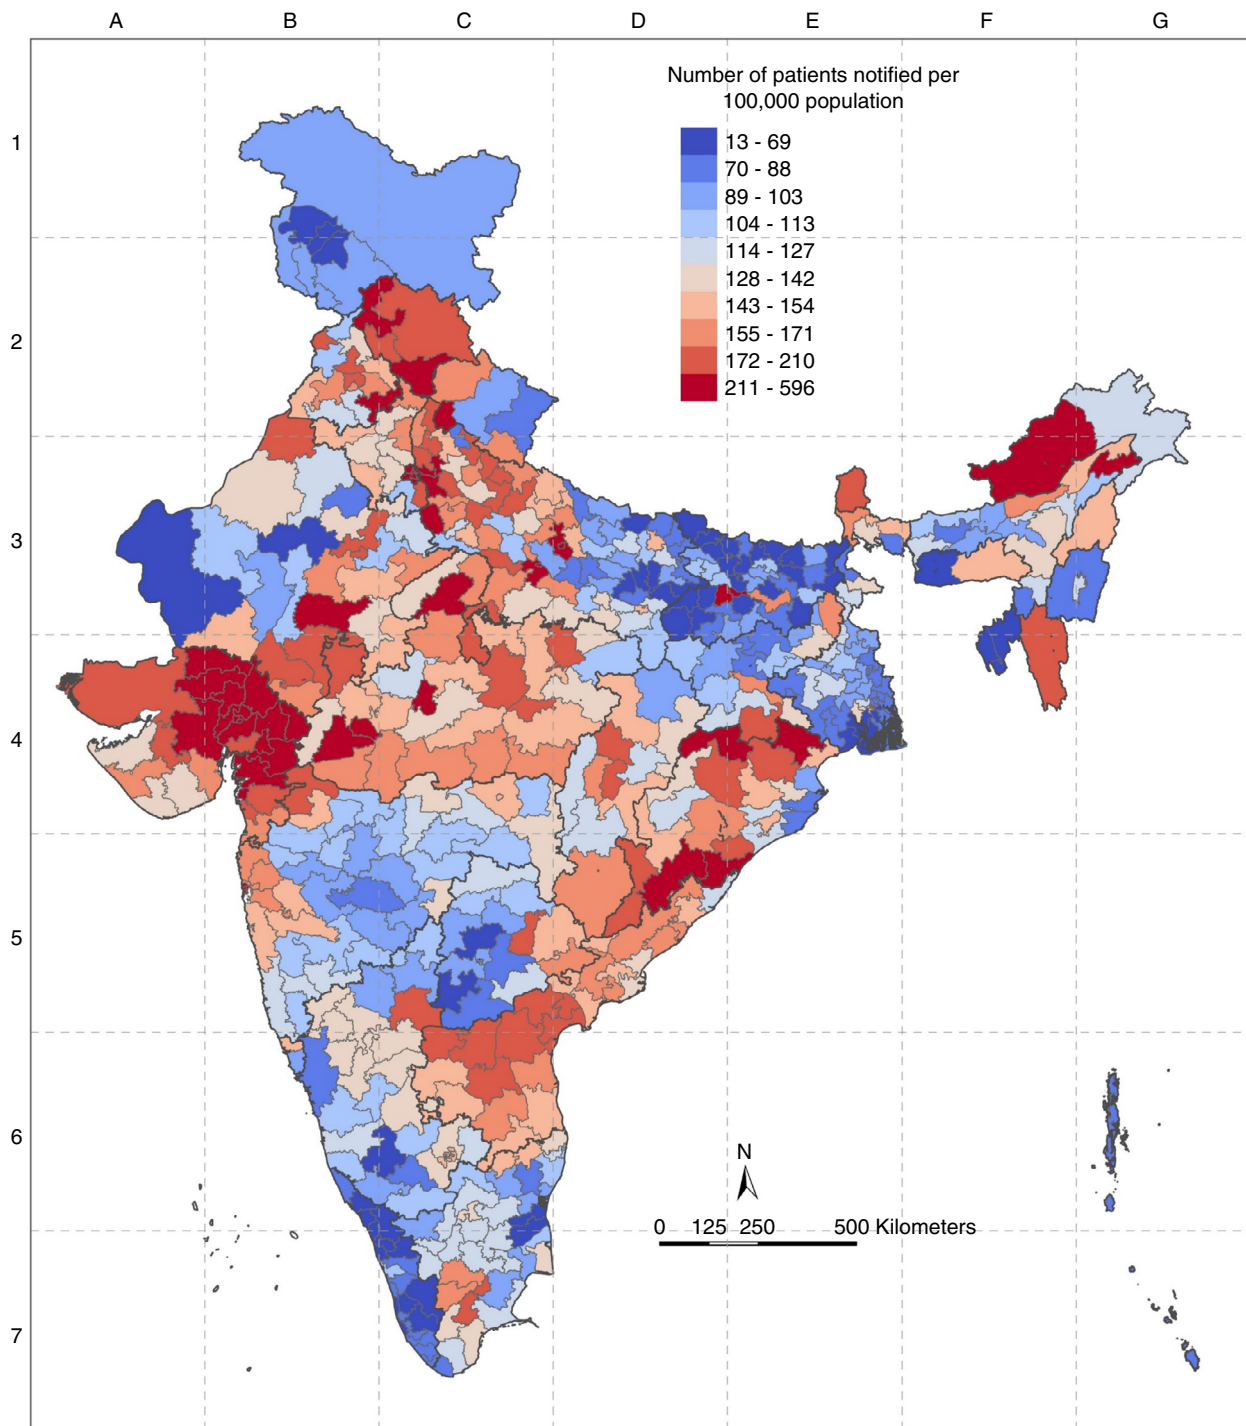 A B C D E F G
Number of patients notified per
100,000 population
1
13 - 69
70 - 88
89 - 103
104 - 113
114 - 127
128 - 142
143 - 154
155 - 171
172 - 210
211 - 596
2
3
4
5
6
N
0 125 250 500 Kilometers
7